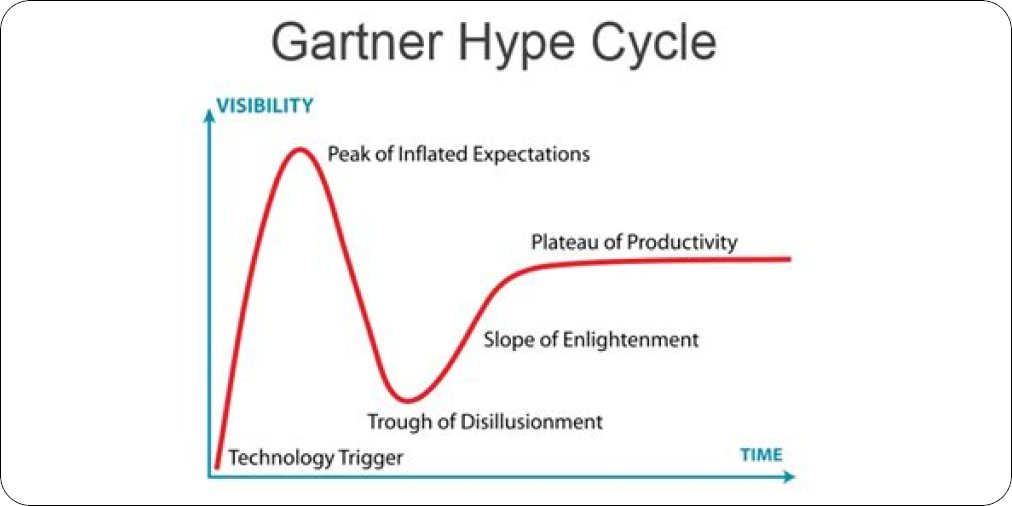 Gartner Hype Cycle
VISIBILITY
Peak of Inflated Expectations
Plateau of Productivity
Slope of Enlightenment
Trough of Disillusionment
Technology Trigger
TIME